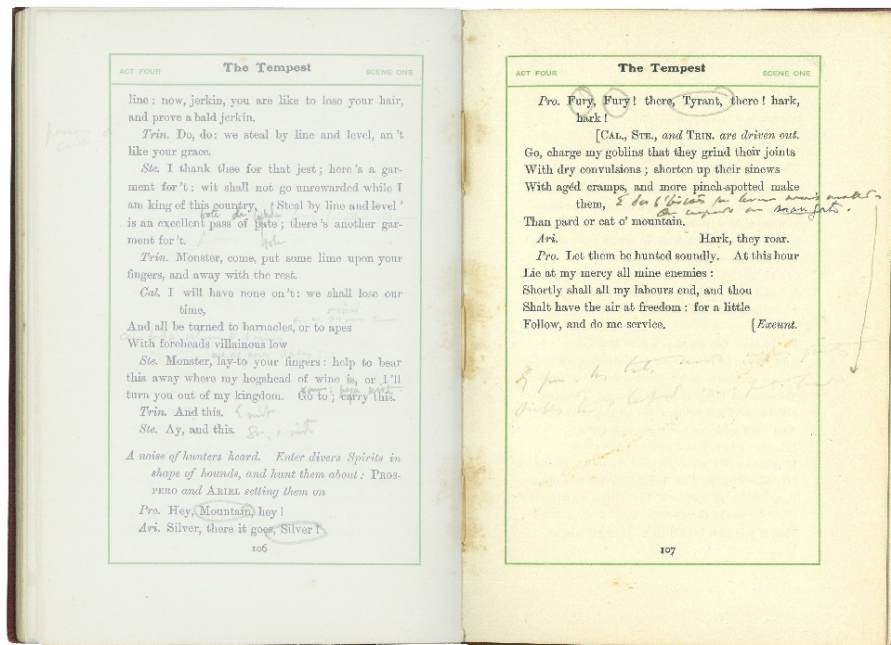 ACT FOUR The Tempest SCENE ONE
line: now, jerkin, you are like to lose your hair,
and prove a bald jerkin.
Trin. Do, do: we steal by line and level, an 't
like your grace.
Ste. I thank thee for that jest; here's a gar-
ment for 't: wit shall not go unrewarded while I
am king of this country. 'Steal by line and level'
is an excellent pass of pate; there's another gar-
ment for 't.
Trin. Monster, come, put some lime upon your
fingers, and away with the rest.
Cal. I will have none on't: we shall lose our
time,
And all be turned to barnacles, or to apes
With foreheads villainous low
Ste. Monster, lay-to your fingers: help to bear
this away where my hogshead of wine is, or I'll
turn you out of my kingdom. Go to; carry this.
Trin. And this.
Ste. Ay, and this.
A noise of hunters heard. Enter divers Spirits in
shape of hounds, and hunt them about: PROS-
PERO and ARIEL setting them on
Pro. Hey, Mountain, hey!
Ari. Silver, there it goes, Silver!
106
ACT FOUR The Tempest SCENE ONE
Pro. Fury, Fury! there, Tyrant, there! hark,
hark!
[CAL., STE., and TRIN. are driven out.
Go, charge my goblins that they grind their joints
With dry convulsions; shorten up their sinews
With agéd cramps, and more pinch-spotted make
them,
Than pard or cat o' mountain.
Ari. Hark, they roar.
Pro. Let them be hunted soundly. At this hour
Lie at my mercy all mine enemies:
Shortly shall all my labours end, and thou
Shalt have the air at freedom: for a little
Follow, and do me service. [Exeunt.
107